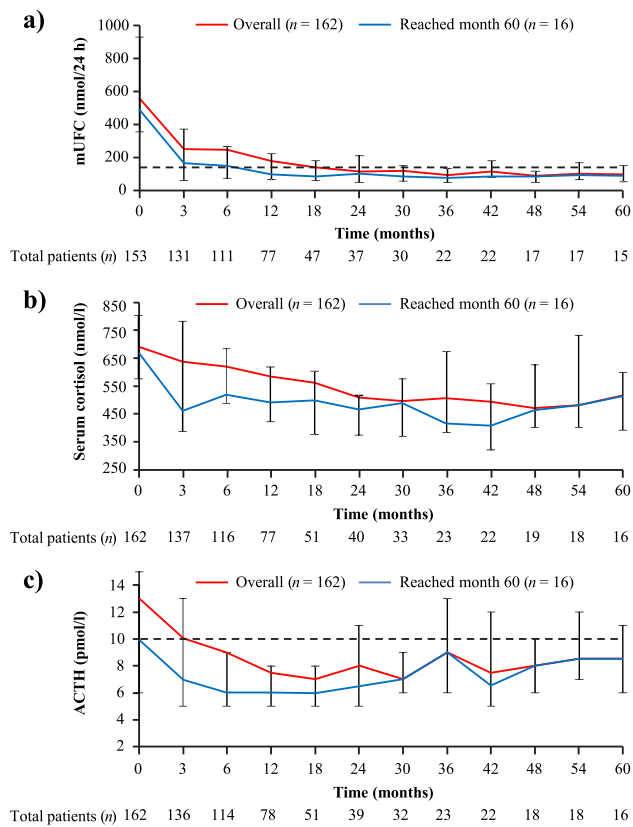 a)
Overall (n = 162)
Reached month 60 (n = 16)
mUFC (nmol/24 h)
1000
800
600
400
200
0
0 3 6 12 18 24 30 36 42 48 54 60
Time (months)
Total patients (n) 153 131 111 77 47 37 30 22 22 17 17 15
b)
Overall (n = 162)
Reached month 60 (n = 16)
Serum cortisol (nmol/l)
850
750
650
550
450
350
250
0 3 6 12 18 24 30 36 42 48 54 60
Time (months)
Total patients (n) 162 137 116 77 51 40 33 23 22 19 18 16
c)
Overall (n = 162)
Reached month 60 (n = 16)
ACTH (pmol/l)
14
12
10
8
6
4
2
0 3 6 12 18 24 30 36 42 48 54 60
Time (months)
Total patients (n) 162 136 114 78 51 39 32 23 22 18 18 16